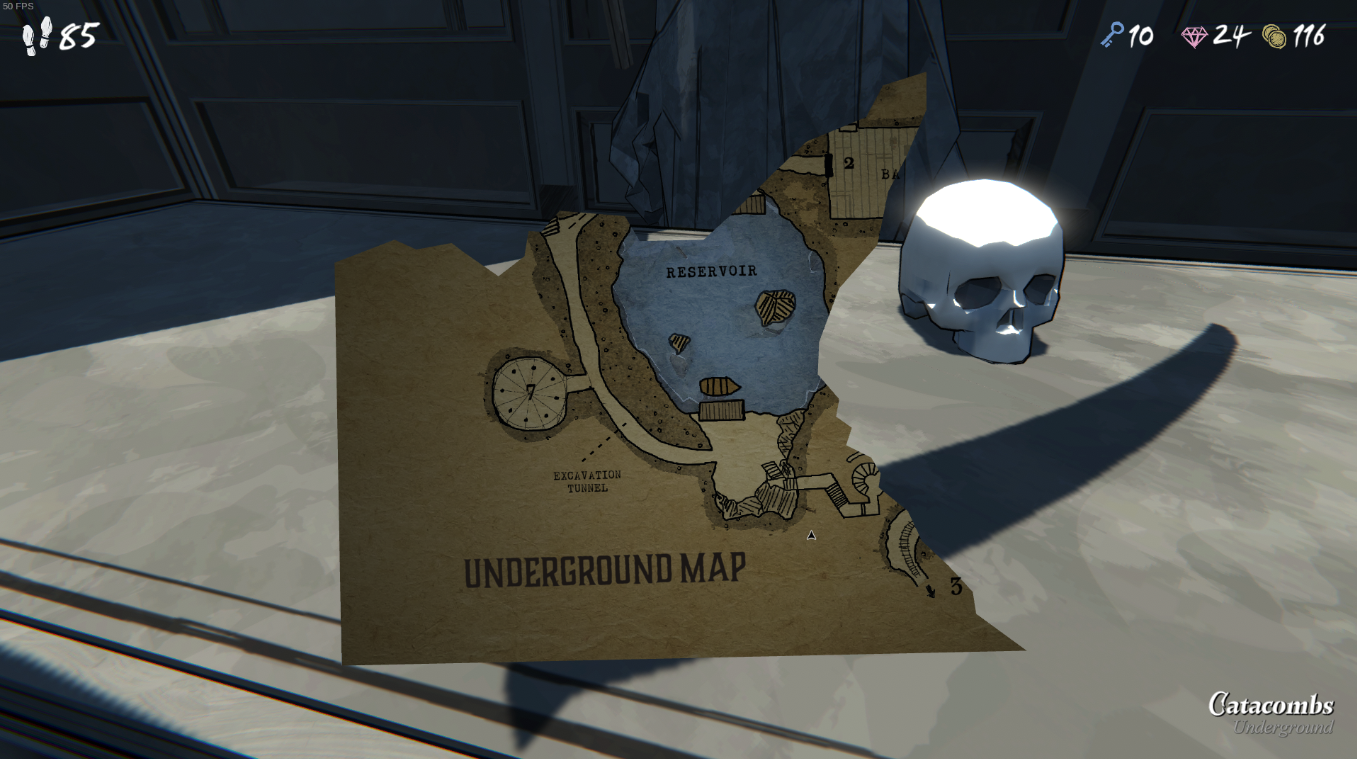 50 FPS
85
10 24 116
2
BA
RESERVOIR
7
EXCAVATION
TUNNEL
UNDERGROUND MAP
3
Catacombs
Underground